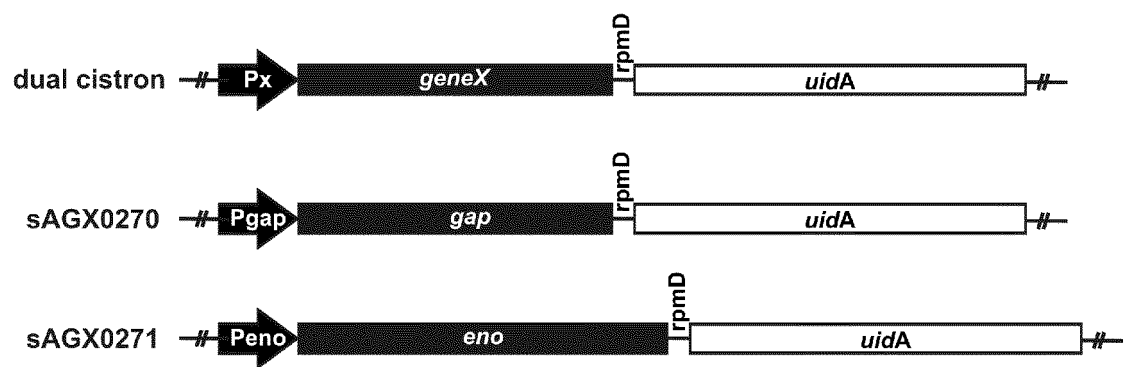 rpmD
dual cistron Px geneX uidA
rpmD
sAGX0270 Pgap gap uidA
rpmD
sAGX0271 Peno eno uidA